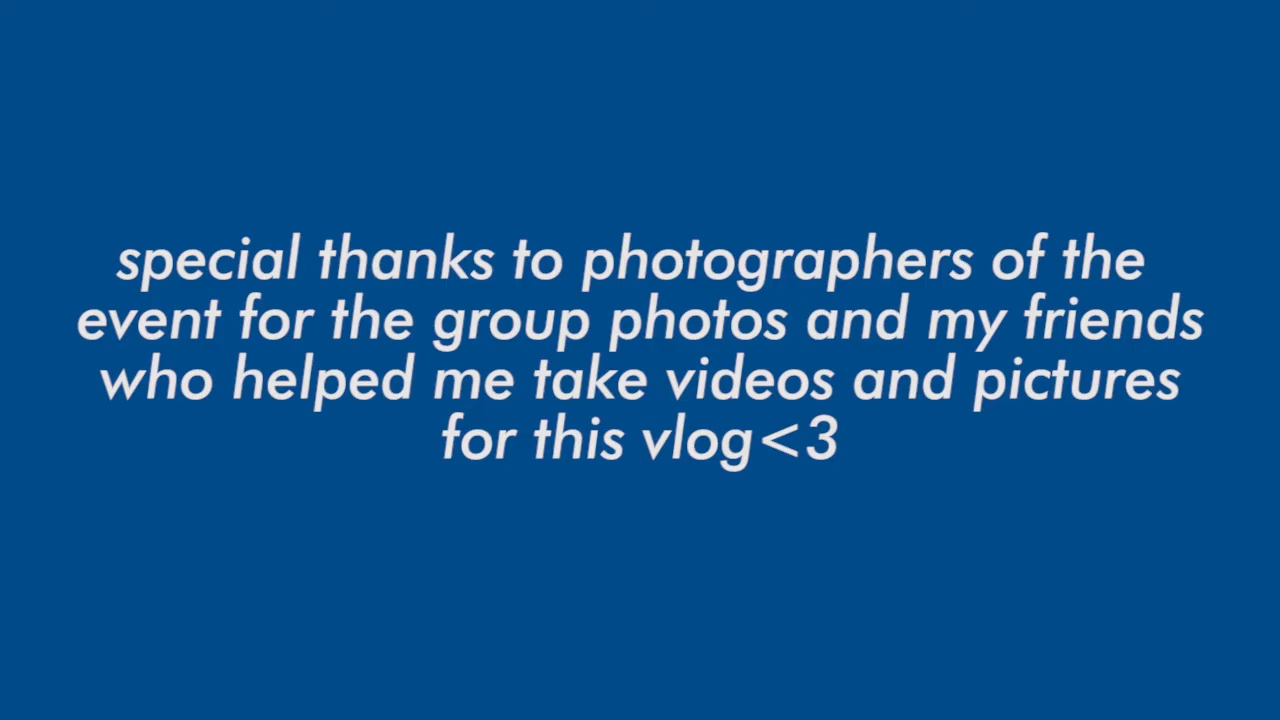 special thanks to photographers of the
event for the group photos and my friends
who helped me take videos and pictures
for this vlog<3